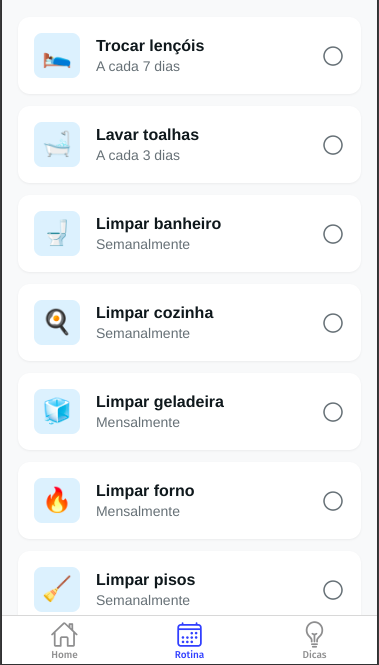 Trocar lençóis
A cada 7 dias
Lavar toalhas
A cada 3 dias
Limpar banheiro
Semanalmente
Limpar cozinha
Semanalmente
Limpar geladeira
Mensalmente
Limpar forno
Mensalmente
Limpar pisos
Semanalmente
Home
Rotina
Dicas